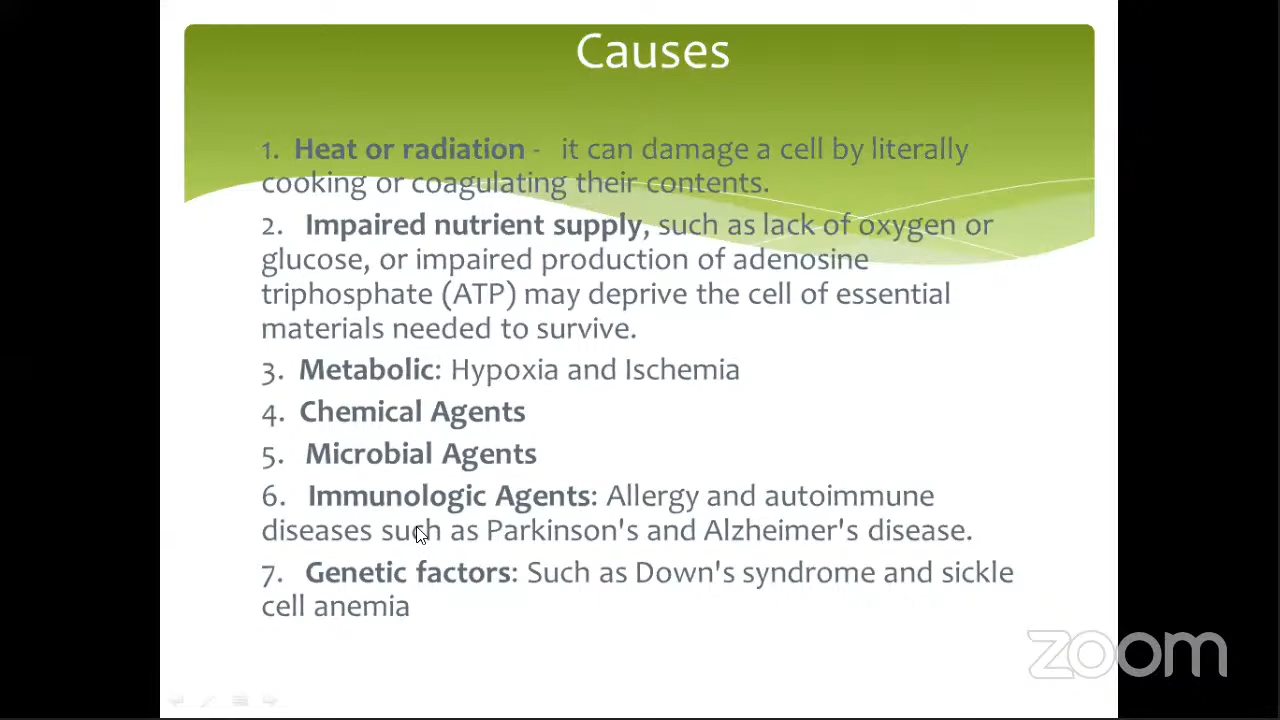 Causes
1. Heat or radiation - it can damage a cell by literally
cooking or coagulating their contents.
2. Impaired nutrient supply, such as lack of oxygen or
glucose, or impaired production of adenosine
triphosphate (ATP) may deprive the cell of essential
materials needed to survive.
3. Metabolic: Hypoxia and Ischemia
4. Chemical Agents
5. Microbial Agents
6. Immunologic Agents: Allergy and autoimmune
diseases such as Parkinson's and Alzheimer's disease.
7. Genetic factors: Such as Down's syndrome and sickle
cell anemia
zoom